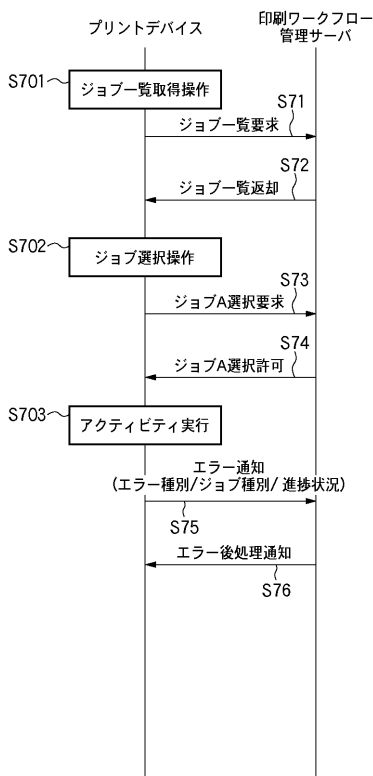 プリントデバイス
印刷ワークフロー
管理サーバ
S701
ジョブ一覧取得操作
S71
ジョブ一覧要求
S72
ジョブ一覧返却
S702
ジョブ選択操作
S73
ジョブA選択要求
S74
ジョブA選択許可
S703
アクティビティ実行
エラー通知
(エラー種別/ジョブ種別/進捗状況)
S75
エラー後処理通知
S76